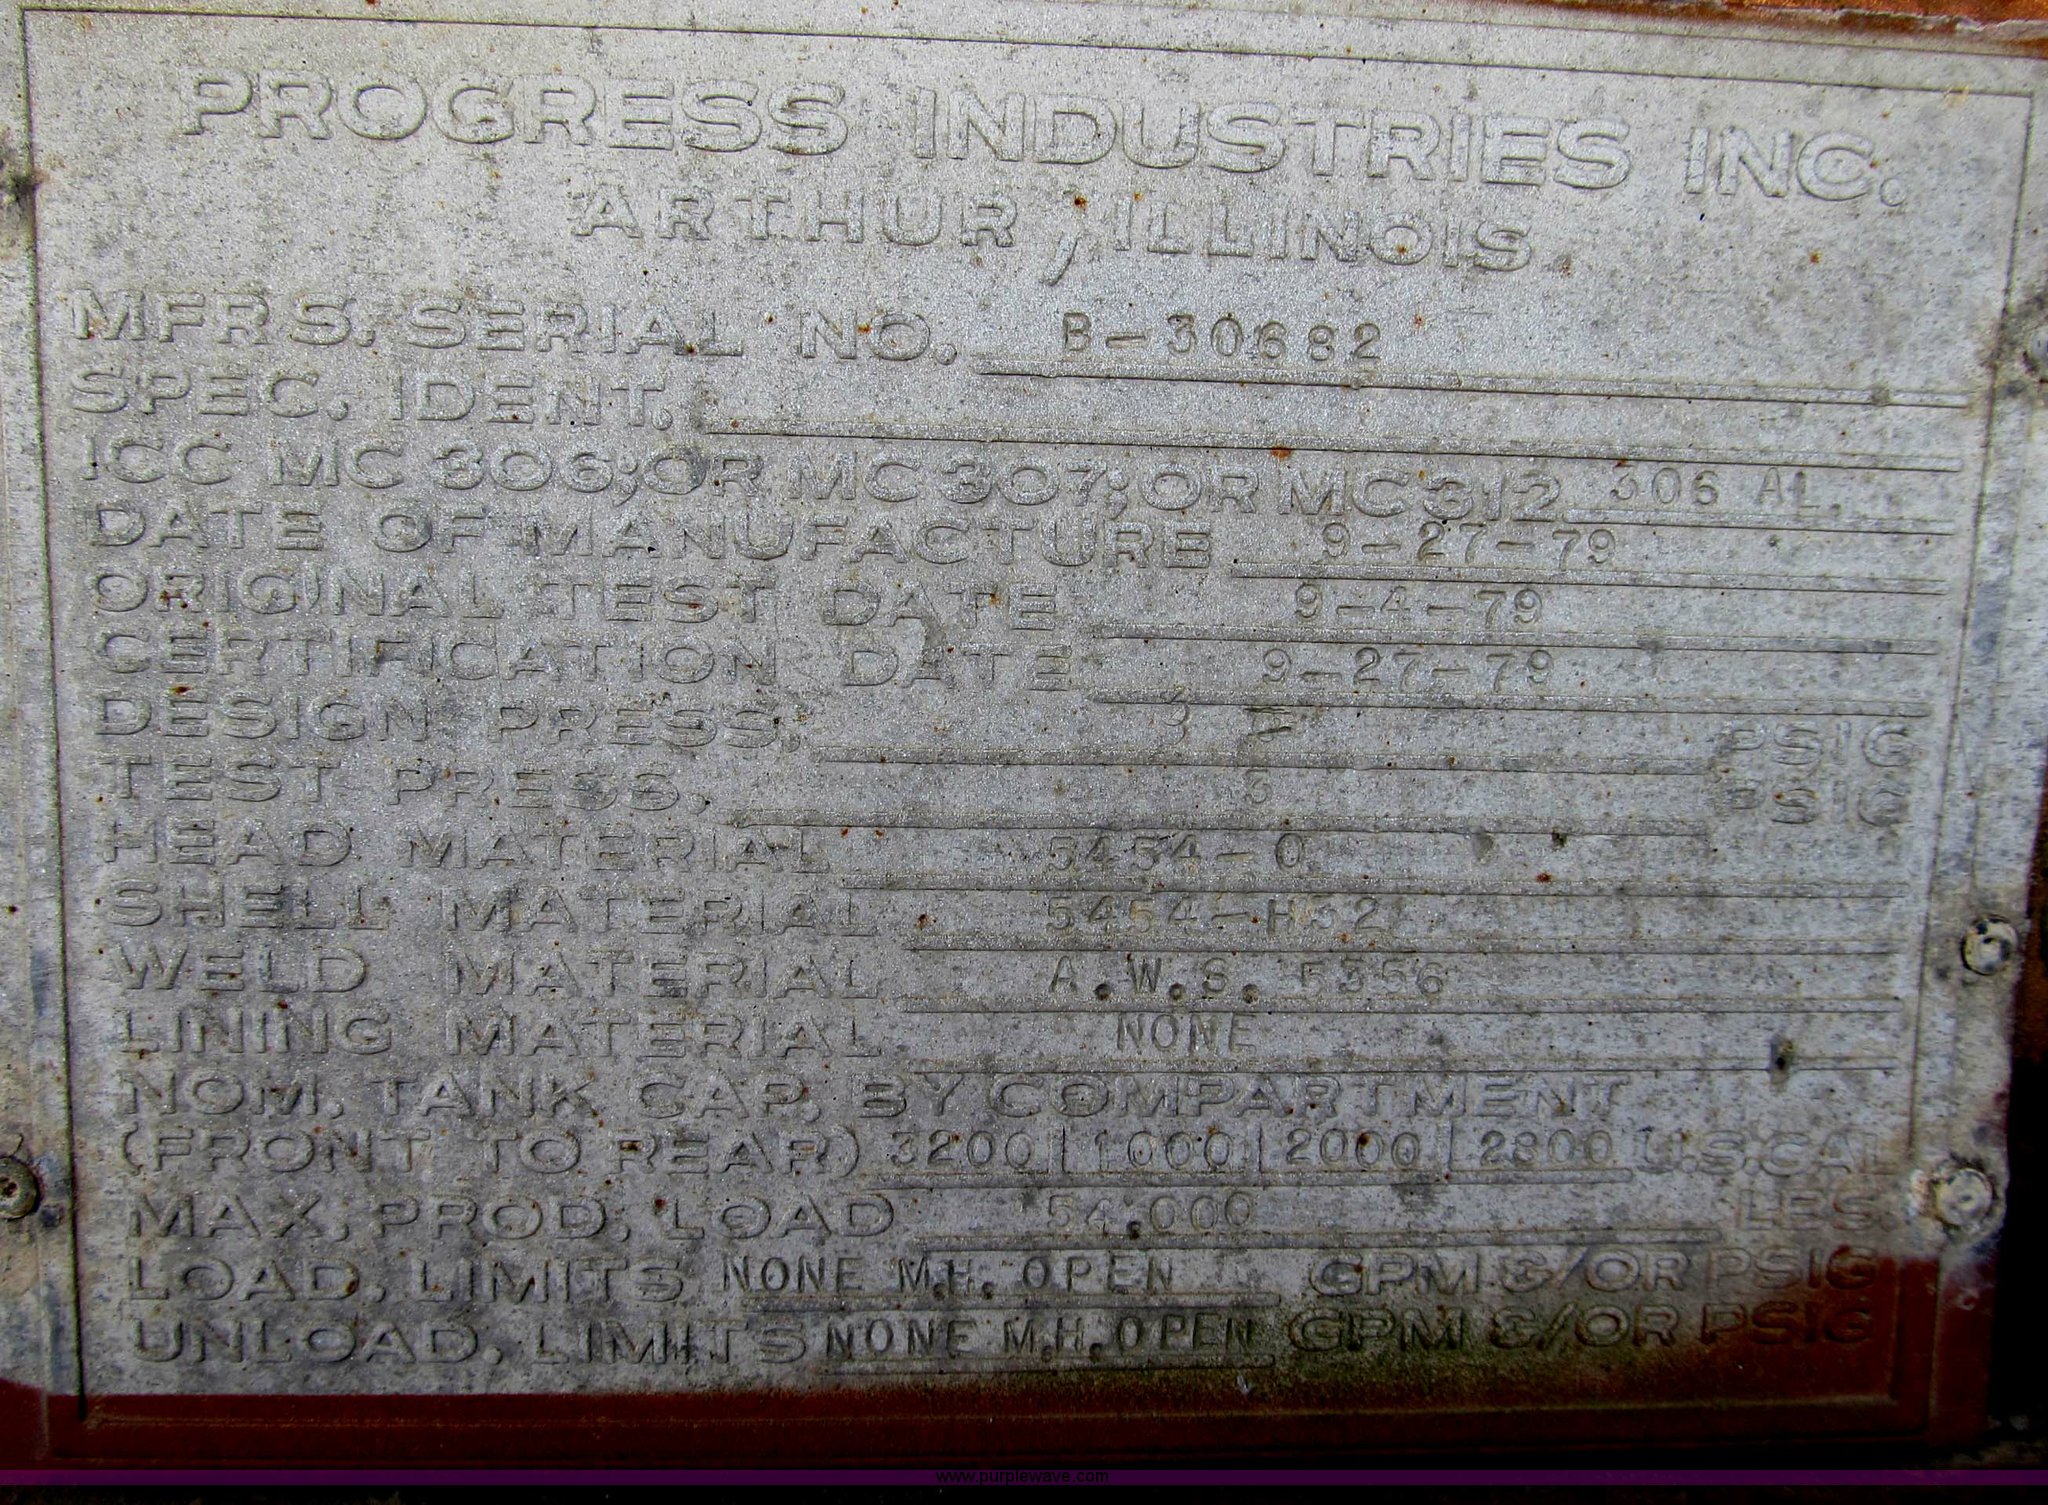 PROGRESS INDUSTRIES INC.
ARTHUR, ILLINOIS
MFRS. SERIAL NO. B-30682
SPEC. IDENT.
ICC MC 306; OR MC 307; OR MC 312 306 AL.
DATE OF MANUFACTURE 9-27-79
ORIGINAL TEST DATE 9-4-79
CERTIFICATION DATE 9-27-79
DESIGN PRESS. 3 PSIG
TEST PRESS. 3 PSIG
HEAD MATERIAL 5454-O
SHELL MATERIAL 5454-H32
WELD MATERIAL A.W.S. 5356
LINING MATERIAL NONE
NOM. TANK CAP. BY COMPARTMENT
(FRONT TO REAR) 3200|1000|2000|2800 U.S.GAL
MAX. PROD. LOAD 54.000 LBS.
LOAD. LIMITS NONE M.H. OPEN GPM &/OR PSIG
UNLOAD. LIMITS NONE M.H. OPEN GPM &/OR PSIG
www.purplewave.com